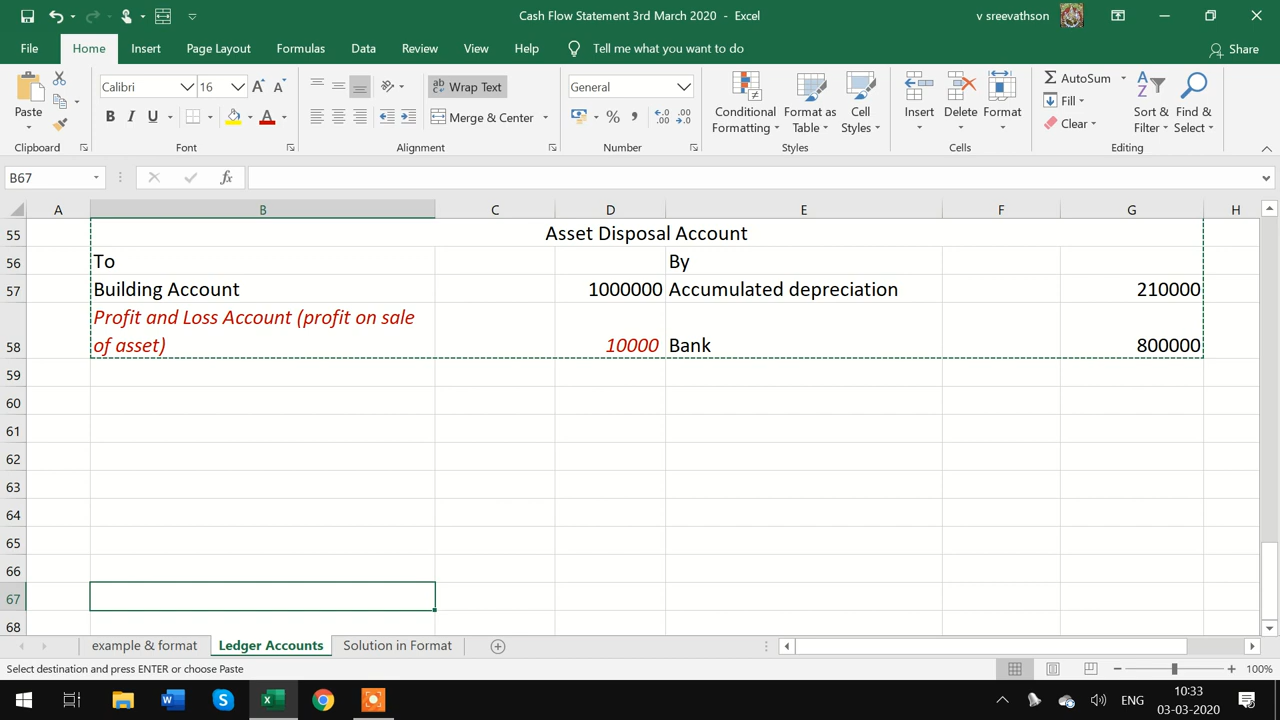 Cash Flow Statement 3rd March 2020 - Excel
v sreevathson
File Home Insert Page Layout Formulas Data Review View Help Tell me what you want to do Share
Calibri 16 A A ab Wrap Text General AutoSum
Fill
Paste B I U A Merge & Center % , Conditional Formatting Format as Table Cell Styles Insert Delete Format Clear Sort & Filter Find & Select
Clipboard Font Alignment Number Styles Cells Editing
B67 fx
A B C D E F G H
55 Asset Disposal Account
56 To By
57 Building Account 1000000 Accumulated depreciation 210000
Profit and Loss Account (profit on sale
58 of asset) 10000 Bank 800000
59
60
61
62
63
64
65
66
67
68
example & format Ledger Accounts Solution in Format
Select destination and press ENTER or choose Paste 100%
ENG 10:33
03-03-2020